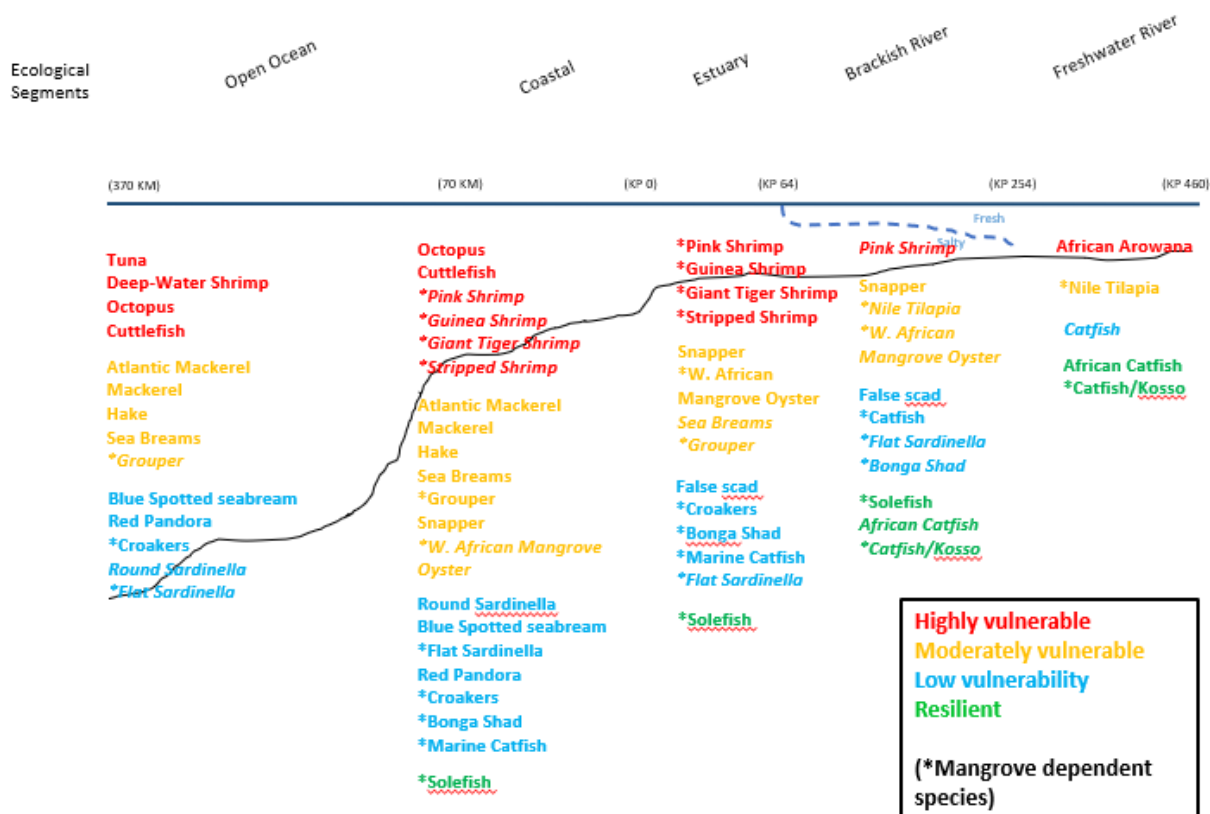 Ecological
Segments
Open Ocean
Coastal
Estuary
Brackish River
Freshwater River
(370 KM)
(70 KM)
(KP 0)
(KP 64)
(KP 254)
(KP 460)
Fresh
Salty
Tuna
Deep-Water Shrimp
Octopus
Cuttlefish
Atlantic Mackerel
Mackerel
Hake
Sea Breams
*Grouper
Blue Spotted seabream
Red Pandora
*Croakers
Round Sardinella
*Flat Sardinella
Octopus
Cuttlefish
*Pink Shrimp
*Guinea Shrimp
*Giant Tiger Shrimp
*Stripped Shrimp
Atlantic Mackerel
Mackerel
Hake
Sea Breams
*Grouper
Snapper
*W. African Mangrove
Oyster
Round Sardinella
Blue Spotted seabream
*Flat Sardinella
Red Pandora
*Croakers
*Bonga Shad
*Marine Catfish
*Solefish
*Pink Shrimp
*Guinea Shrimp
*Giant Tiger Shrimp
*Stripped Shrimp
Snapper
*W. African
Mangrove Oyster
Sea Breams
*Grouper
False scad
*Croakers
*Bonga Shad
*Marine Catfish
*Flat Sardinella
*Solefish
Pink Shrimp
Snapper
*Nile Tilapia
*W. African
Mangrove Oyster
False scad
*Catfish
*Flat Sardinella
*Bonga Shad
*Solefish
African Catfish
*Catfish/Kosso
African Arowana
*Nile Tilapia
Catfish
African Catfish
*Catfish/Kosso
Highly vulnerable
Moderately vulnerable
Low vulnerability
Resilient
(*Mangrove dependent
species)